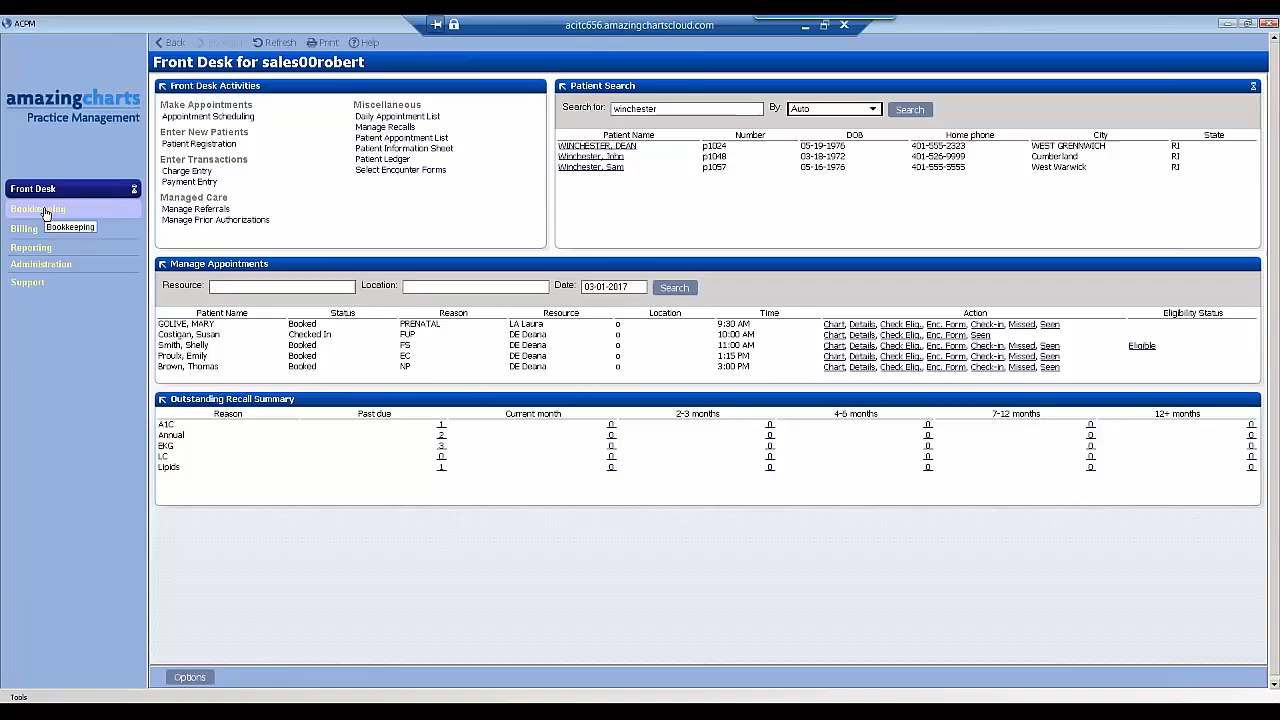 ACPM
acitc656.amazingchartscloud.com
Back Refresh Print Help
Front Desk for sales00robert
amazingcharts
Practice Management
Front Desk
Bookkeeping
Billing
Bookkeeping
Reporting
Administration
Support
Front Desk Activities
Make Appointments
Appointment Scheduling
Enter New Patients
Patient Registration
Enter Transactions
Charge Entry
Payment Entry
Managed Care
Manage Referrals
Manage Prior Authorizations
Miscellaneous
Daily Appointment List
Manage Recalls
Patient Appointment List
Patient Information Sheet
Patient Ledger
Select Encounter Forms
Patient Search
Search for: winchester By: Auto Search
Patient Name Number DOB Home phone City State
WINCHESTER, DEAN p1024 05-19-1976 401-555-2323 WEST GRENNWICH RI
Winchester, John p1048 03-18-1972 401-526-9999 Cumberland RI
Winchester, Sam p1057 05-16-1976 401-555-5555 West Warwick RI
Manage Appointments
Resource: Location: Date: 03-01-2017 Search
Patient Name Status Reason Resource Location Time Action Eligibility Status
GOLIVE, MARY Booked PRENATAL LA Laura o 9:30 AM Chart, Details, Check Elig., Enc. Form, Check-in, Missed, Seen
Costigan, Susan Checked In FUP DE Deana o 10:00 AM Chart, Details, Check Elig., Enc. Form, Seen
Smith, Shelly Booked PS DE Deana o 11:00 AM Chart, Details, Check Elig., Enc. Form, Check-in, Missed, Seen Eligible
Proulx, Emily Booked EC DE Deana o 1:15 PM Chart, Details, Check Elig., Enc. Form, Check-in, Missed, Seen
Brown, Thomas Booked NP DE Deana o 3:00 PM Chart, Details, Check Elig., Enc. Form, Check-in, Missed, Seen
Outstanding Recall Summary
Reason Past due Current month 2-3 months 4-6 months 7-12 months 12+ months
A1C 1 0 0 0 0 0
Annual 2 0 0 0 0 0
EKG 3 0 0 0 0 0
LC 0 0 0 0 0 0
Lipids 1 0 0 0 0 0
Options
Tools